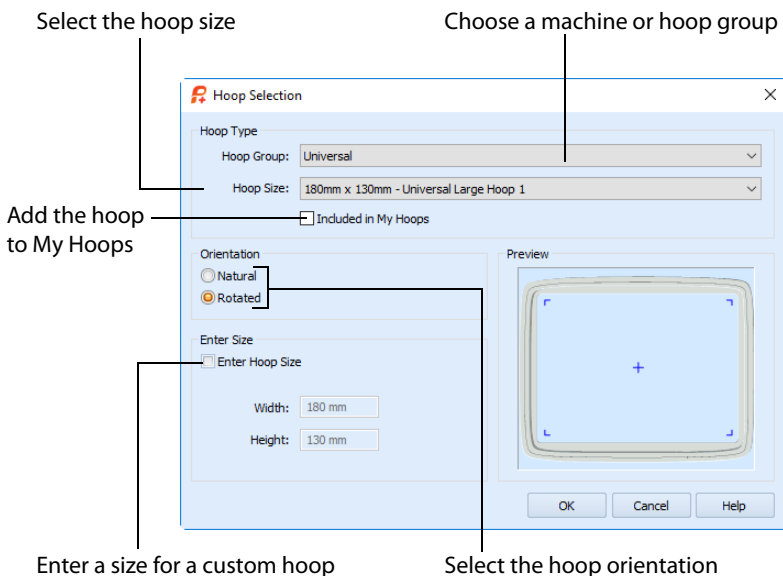 Select the hoop size
Choose a machine or hoop group
Hoop Selection
Hoop Type
Hoop Group: Universal
Hoop Size: 180mm x 130mm - Universal Large Hoop 1
Add the hoop
to My Hoops
Included in My Hoops
Orientation
Natural
Rotated
Preview
Enter Size
Enter Hoop Size
Width: 180 mm
Height: 130 mm
OK
Cancel
Help
Enter a size for a custom hoop
Select the hoop orientation